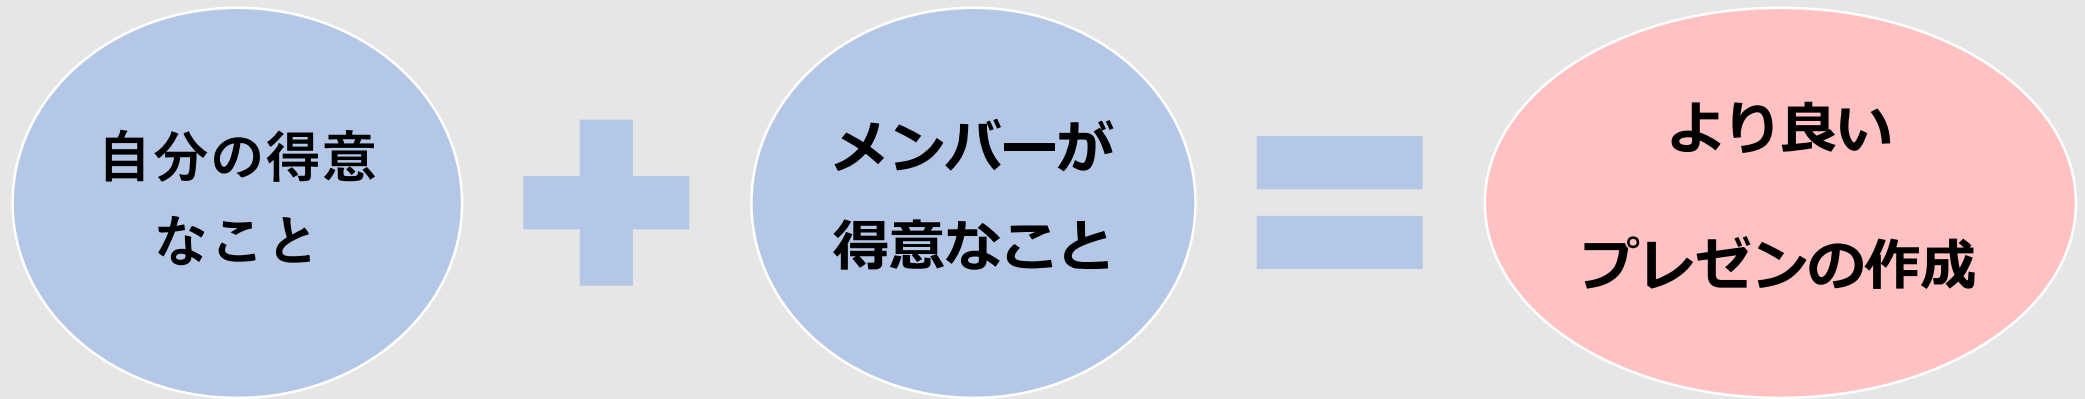 自分の得意
なこと
メンバーが
得意なこと
より良い
プレゼンの作成